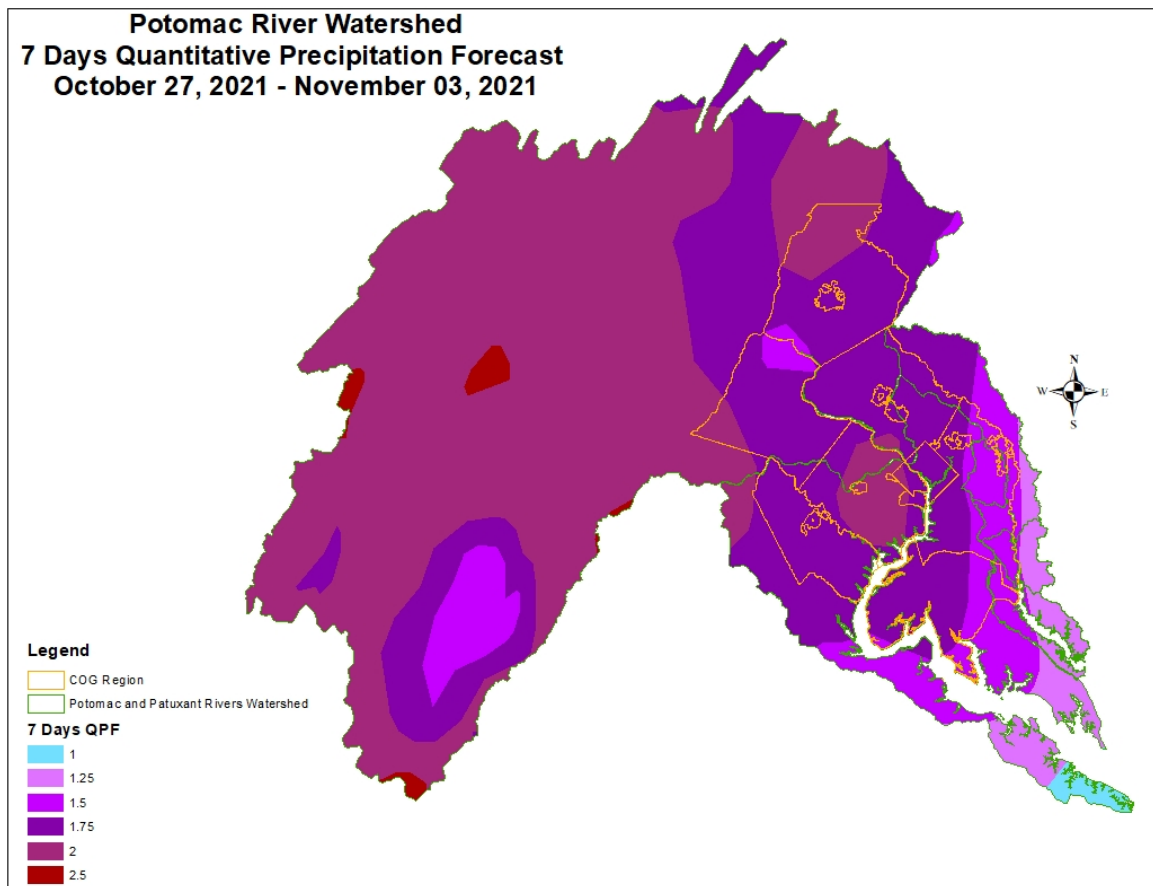 Potomac River Watershed
7 Days Quantitative Precipitation Forecast
October 27, 2021 - November 03, 2021
N
W E
S
Legend
COG Region
Potomac and Patuxant Rivers Watershed
7 Days QPF
1
1.25
1.5
1.75
2
2.5